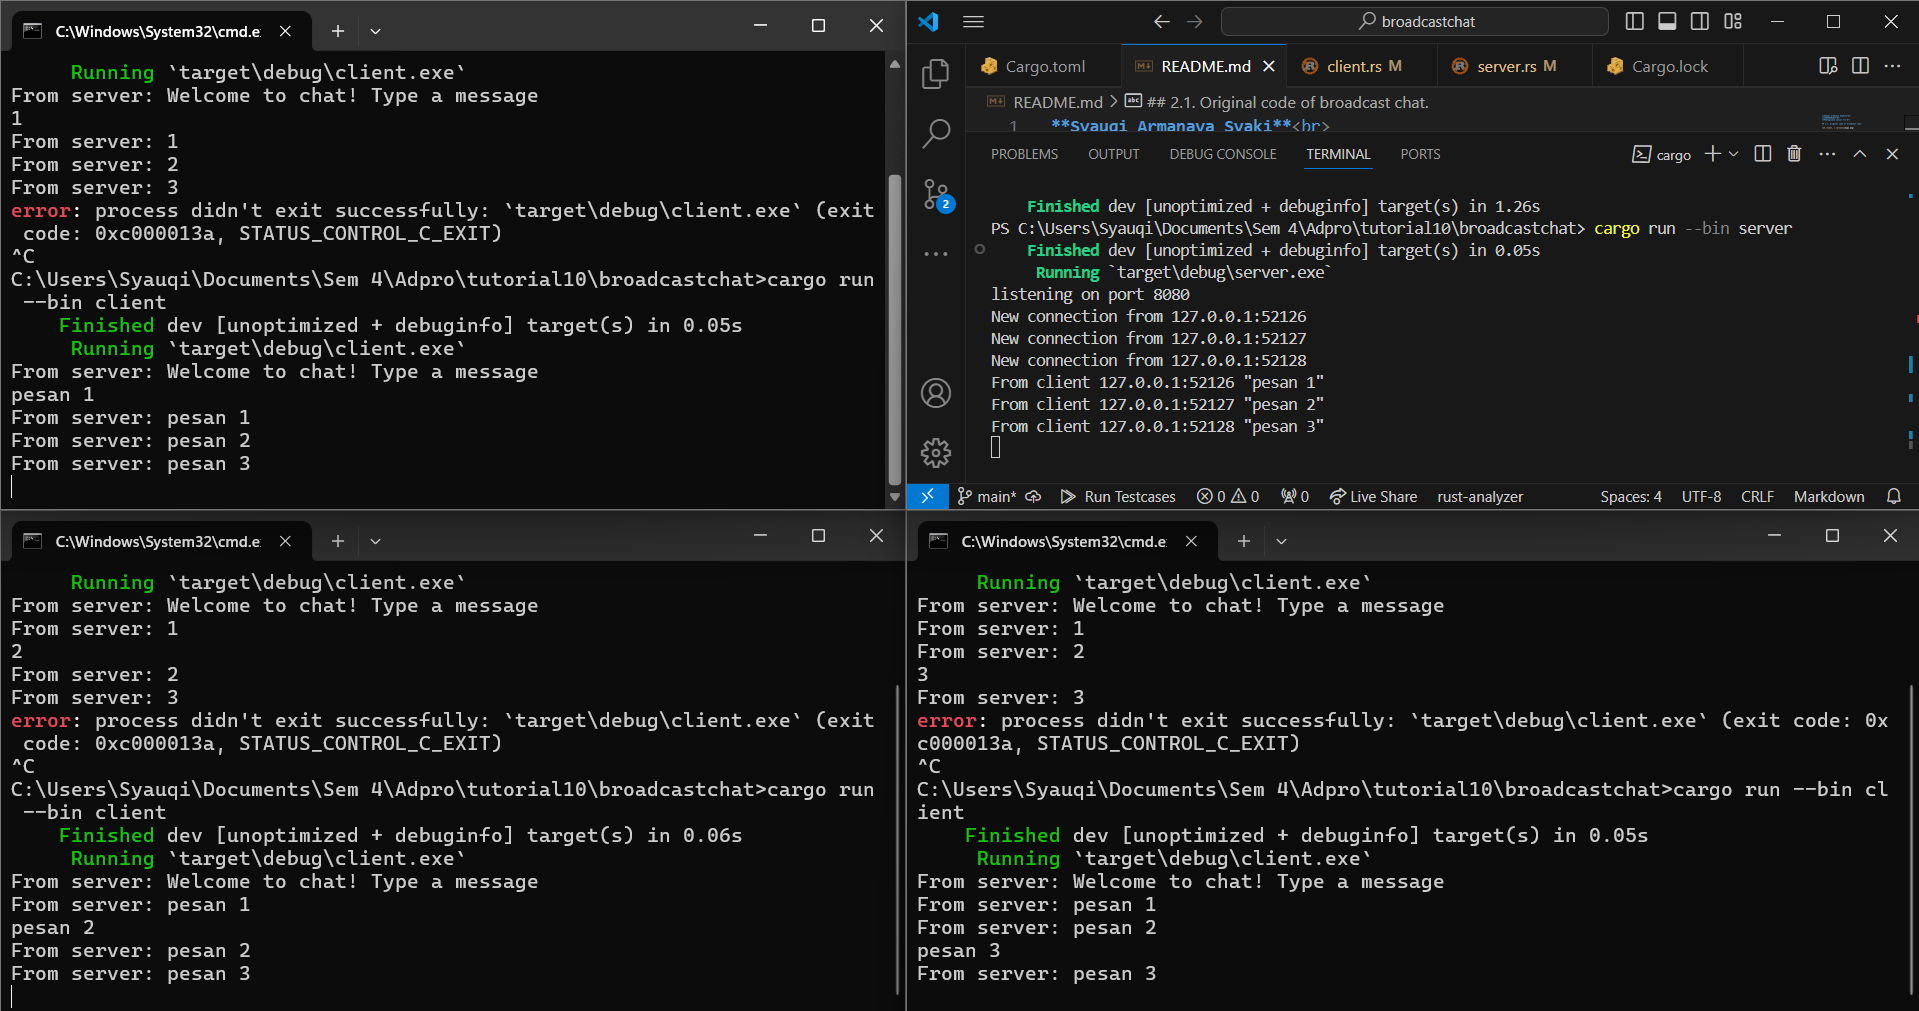 C:\Windows\System32\cmd.e
Running `target\debug\client.exe`
From server: Welcome to chat! Type a message
1
From server: 1
From server: 2
From server: 3
error: process didn't exit successfully: `target\debug\client.exe` (exit
code: 0xc000013a, STATUS_CONTROL_C_EXIT)
^C
C:\Users\Syauqi\Documents\Sem 4\Adpro\tutorial10\broadcastchat>cargo run
--bin client
Finished dev [unoptimized + debuginfo] target(s) in 0.05s
Running `target\debug\client.exe`
From server: Welcome to chat! Type a message
pesan 1
From server: pesan 1
From server: pesan 2
From server: pesan 3
broadcastchat
Cargo.toml
README.md
client.rs M
server.rs M
Cargo.lock
README.md > ## 2.1. Original code of broadcast chat.
1 **Syauqi Armanaya Syaki**<br>
PROBLEMS OUTPUT DEBUG CONSOLE TERMINAL PORTS
cargo
Finished dev [unoptimized + debuginfo] target(s) in 1.26s
PS C:\Users\Syauqi\Documents\Sem 4\Adpro\tutorial10\broadcastchat> cargo run --bin server
Finished dev [unoptimized + debuginfo] target(s) in 0.05s
Running `target\debug\server.exe`
listening on port 8080
New connection from 127.0.0.1:52126
New connection from 127.0.0.1:52127
New connection from 127.0.0.1:52128
From client 127.0.0.1:52126 "pesan 1"
From client 127.0.0.1:52127 "pesan 2"
From client 127.0.0.1:52128 "pesan 3"
2
main* Run Testcases 0 0 0 Live Share rust-analyzer Spaces: 4 UTF-8 CRLF Markdown
C:\Windows\System32\cmd.e
Running `target\debug\client.exe`
From server: Welcome to chat! Type a message
From server: 1
2
From server: 2
From server: 3
error: process didn't exit successfully: `target\debug\client.exe` (exit
code: 0xc000013a, STATUS_CONTROL_C_EXIT)
^C
C:\Users\Syauqi\Documents\Sem 4\Adpro\tutorial10\broadcastchat>cargo run
--bin client
Finished dev [unoptimized + debuginfo] target(s) in 0.06s
Running `target\debug\client.exe`
From server: Welcome to chat! Type a message
From server: pesan 1
pesan 2
From server: pesan 2
From server: pesan 3
C:\Windows\System32\cmd.e
Running `target\debug\client.exe`
From server: Welcome to chat! Type a message
From server: 1
From server: 2
3
From server: 3
error: process didn't exit successfully: `target\debug\client.exe` (exit code: 0x
c000013a, STATUS_CONTROL_C_EXIT)
^C
C:\Users\Syauqi\Documents\Sem 4\Adpro\tutorial10\broadcastchat>cargo run --bin cl
ient
Finished dev [unoptimized + debuginfo] target(s) in 0.05s
Running `target\debug\client.exe`
From server: Welcome to chat! Type a message
From server: pesan 1
From server: pesan 2
pesan 3
From server: pesan 3